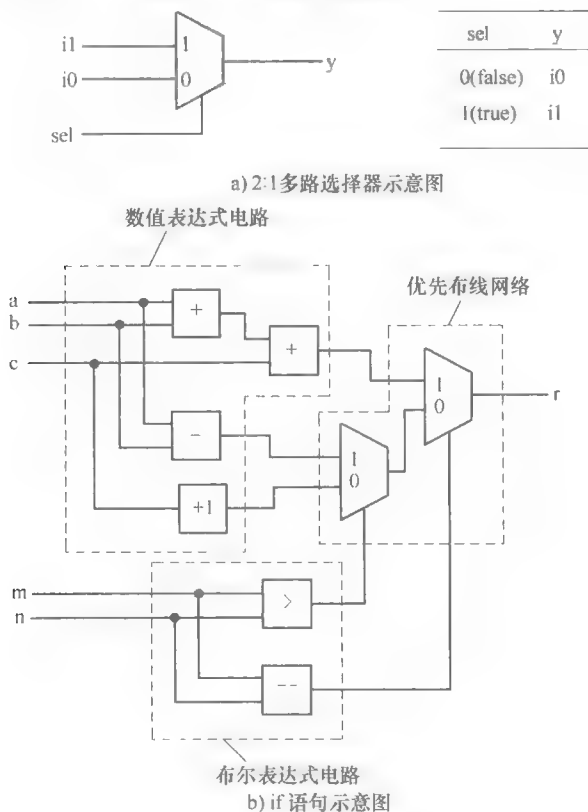 i1
1
i0
0
y
sel
sel y
0(false) i0
1(true) i1
a) 2:1多路选择器示意图
数值表达式电路
优先布线网络
a
b
c
+
+
1
0
r
-
1
0
+1
m
n
>
--
布尔表达式电路
b) if 语句示意图